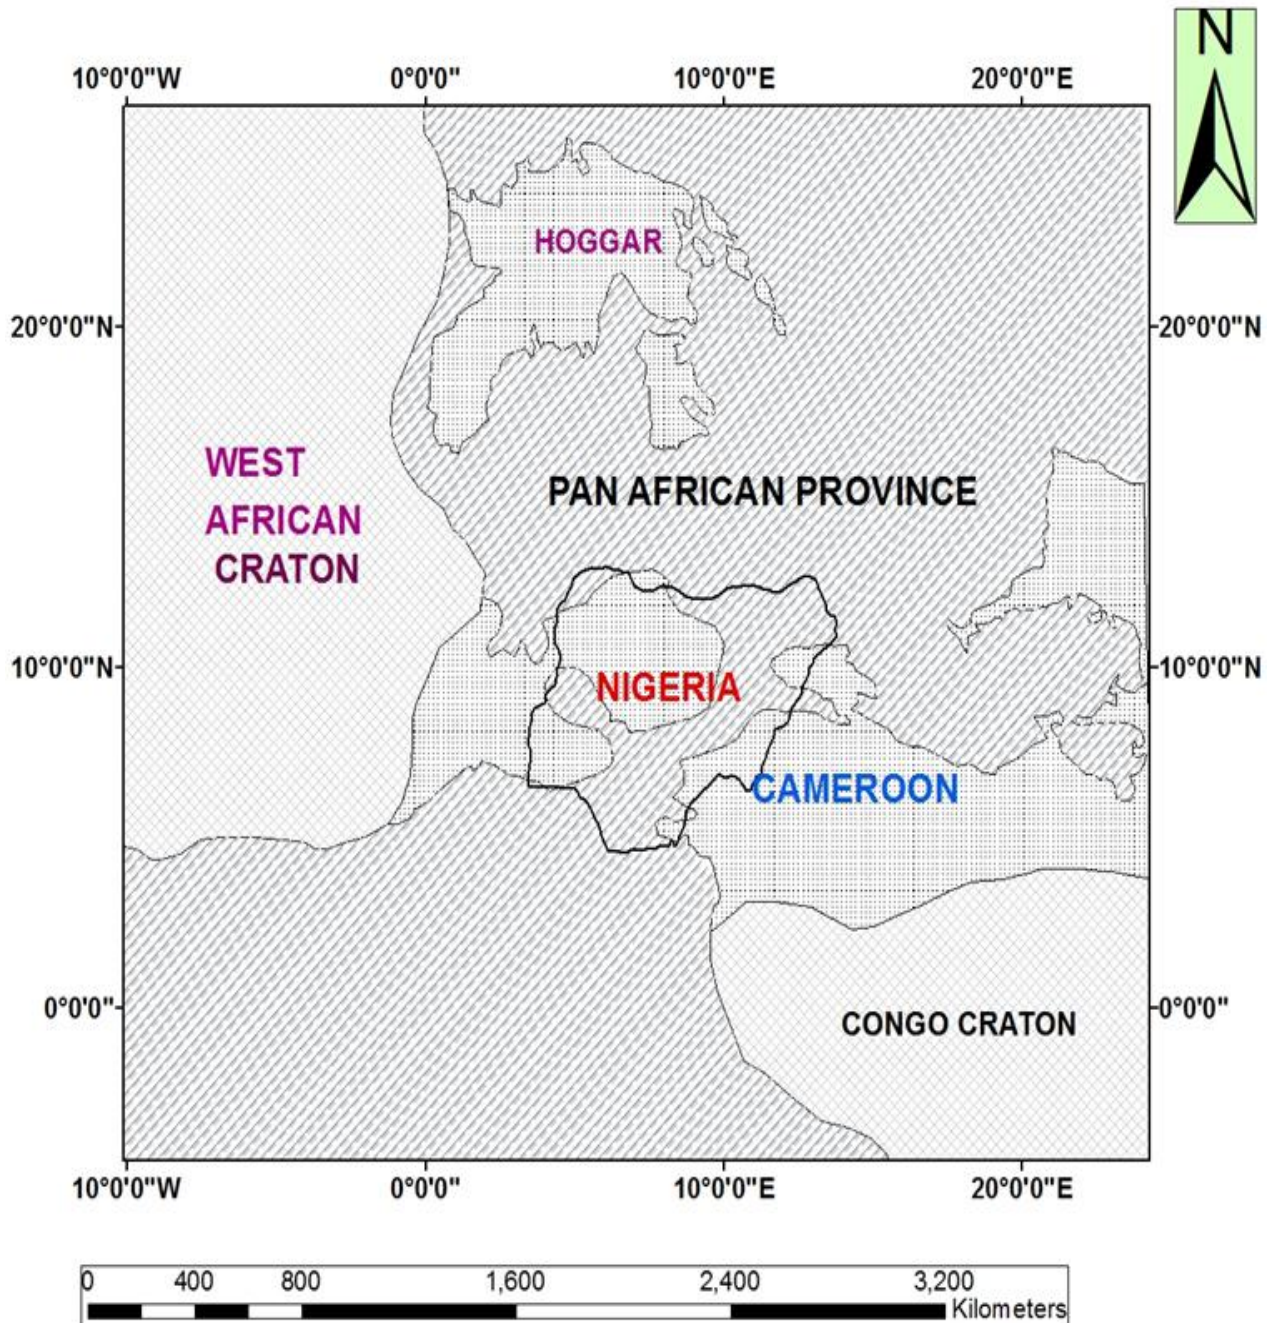 N
10°0'0"W 0°0'0" 10°0'0"E 20°0'0"E
HOGGAR
20°0'0"N 20°0'0"N
WEST
AFRICAN
CRATON
PAN AFRICAN PROVINCE
10°0'0"N 10°0'0"N
NIGERIA
CAMEROON
0°0'0" 0°0'0"
CONGO CRATON
10°0'0"W 0°0'0" 10°0'0"E 20°0'0"E
0 400 800 1,600 2,400 3,200
Kilometers